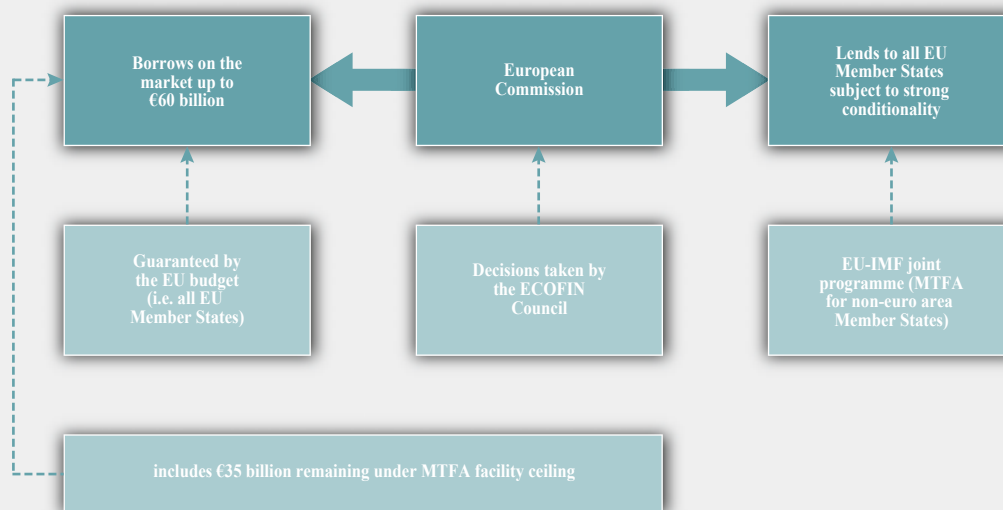 Borrows on the
market up to
€60 billion
European
Commission
Lends to all EU
Member States
subject to strong
conditionality
Guaranteed by
the EU budget
(i.e. all EU
Member States)
Decisions taken by
the ECOFIN
Council
EU-IMF joint
programme (MTFA
for non-euro area
Member States)
includes €35 billion remaining under MTFA facility ceiling